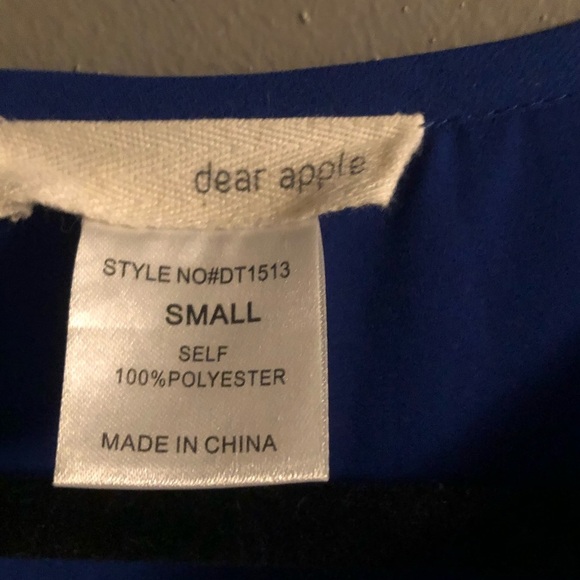 dear apple
STYLE NO#DT1513
SMALL
SELF
100%POLYESTER
MADE IN CHINA